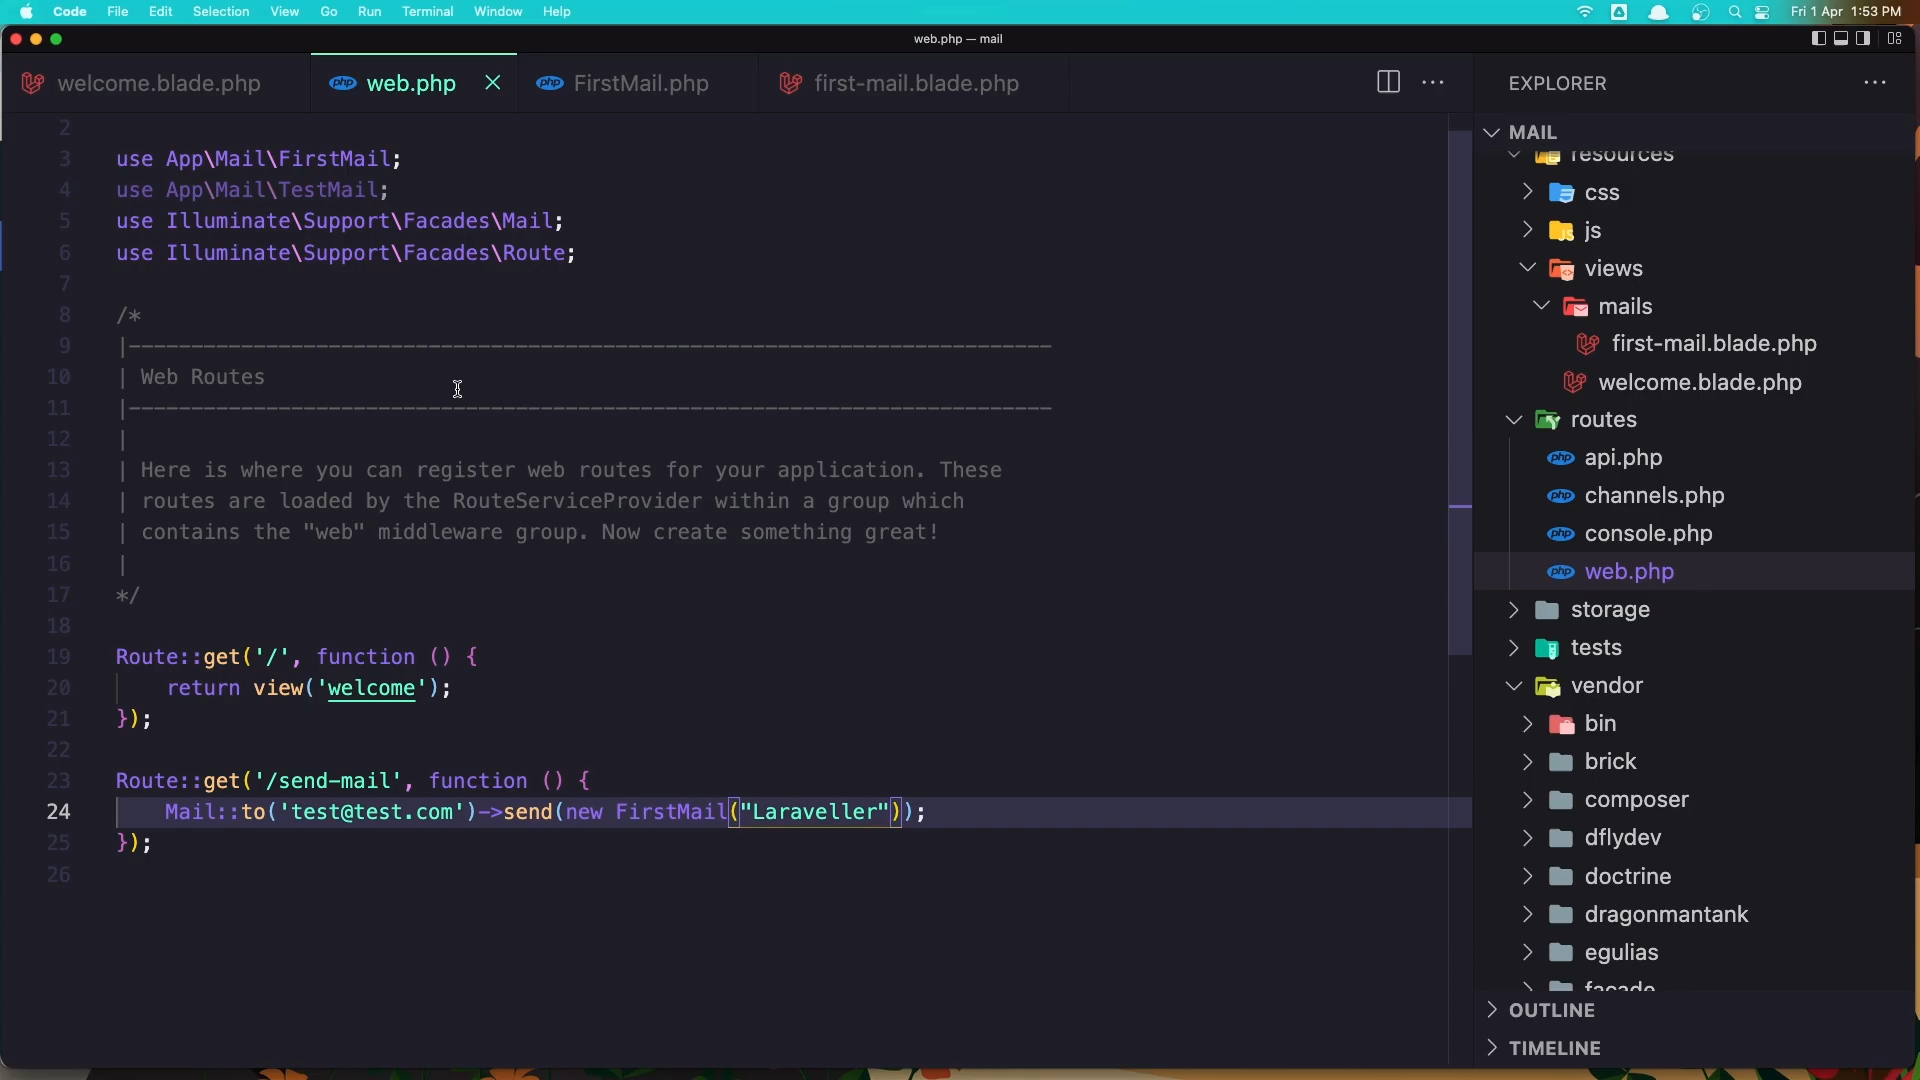 Code File Edit Selection View Go Run Terminal Window Help Fri 1 Apr 1:53 PM
web.php — mail
welcome.blade.php
php web.php
php FirstMail.php
first-mail.blade.php
2
3 use App\Mail\FirstMail;
4 use App\Mail\TestMail;
5 use Illuminate\Support\Facades\Mail;
6 use Illuminate\Support\Facades\Route;
7
8 /*
9 |--------------------------------------------------------------------------
10 | Web Routes
11 |--------------------------------------------------------------------------
12 |
13 | Here is where you can register web routes for your application. These
14 | routes are loaded by the RouteServiceProvider within a group which
15 | contains the "web" middleware group. Now create something great!
16 |
17 */
18
19 Route::get('/', function () {
20 return view('welcome');
21 });
22
23 Route::get('/send-mail', function () {
24 Mail::to('test@test.com')->send(new FirstMail("Laraveller"));
25 });
26
EXPLORER
MAIL
resources
css
JS js
views
mails
first-mail.blade.php
welcome.blade.php
routes
php api.php
php channels.php
php console.php
php web.php
storage
tests
vendor
bin
brick
composer
dflydev
doctrine
dragonmantank
egulias
facade
OUTLINE
TIMELINE